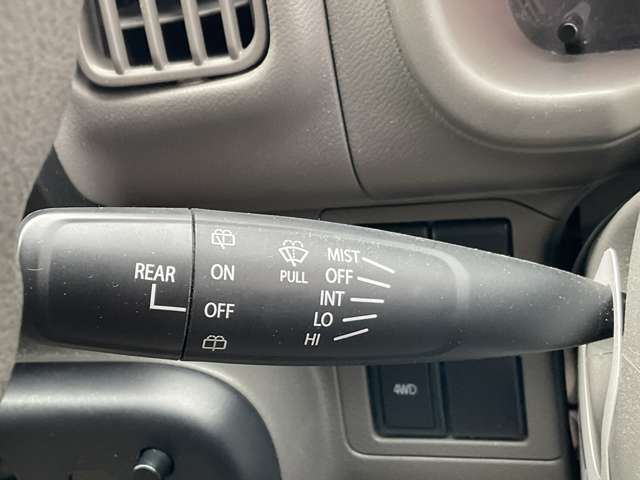 REAR
ON
OFF
PULL
MIST
OFF
INT
LO
HI
4WD